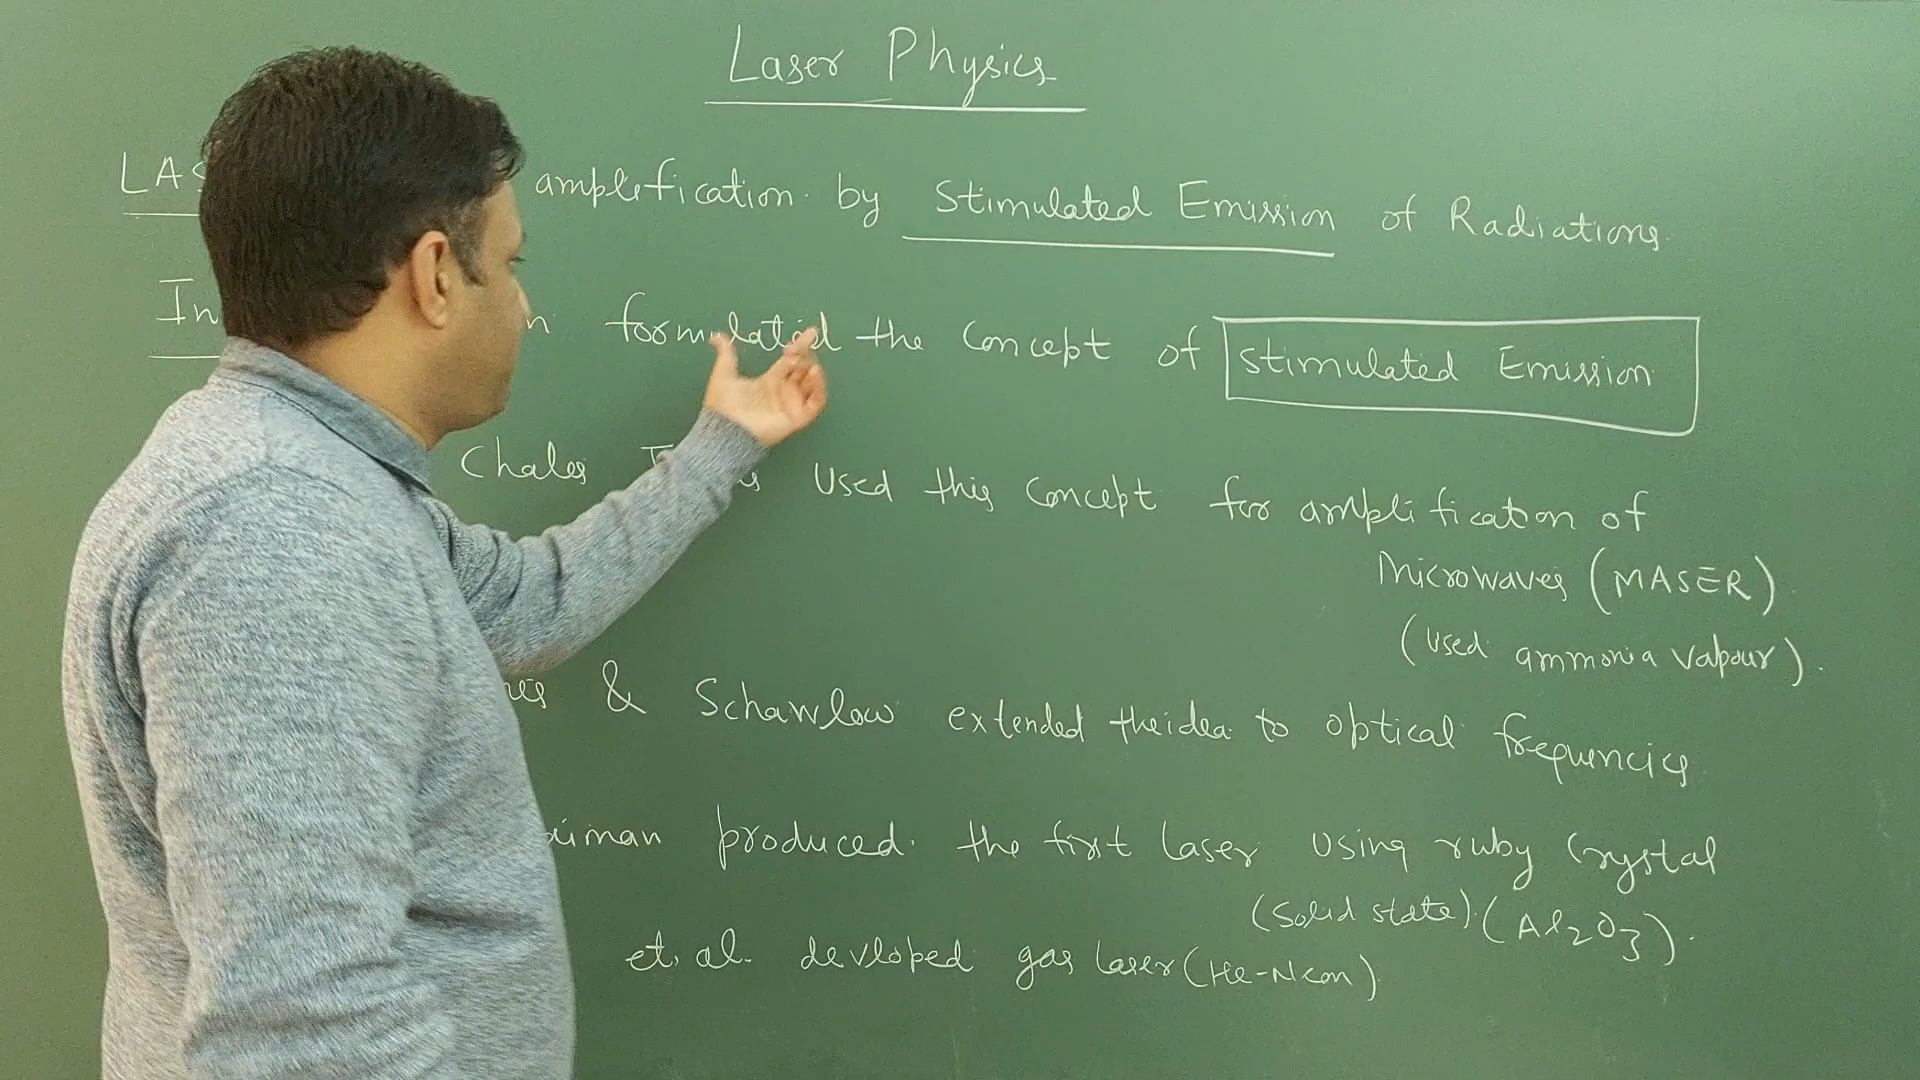 Laser Physics
LAS amplification by Stimulated Emission of Radiations.
In n formulated the concept of Stimulated Emission
Chales used this concept for amplification of
Microwaves (MASER)
(used ammonia vapour).
& Schawlow extended the idea to optical frequencies
produced the first laser using ruby crystal
(Solid state) (Al2O3).
et. al. devloped gas laser (He-Neon)